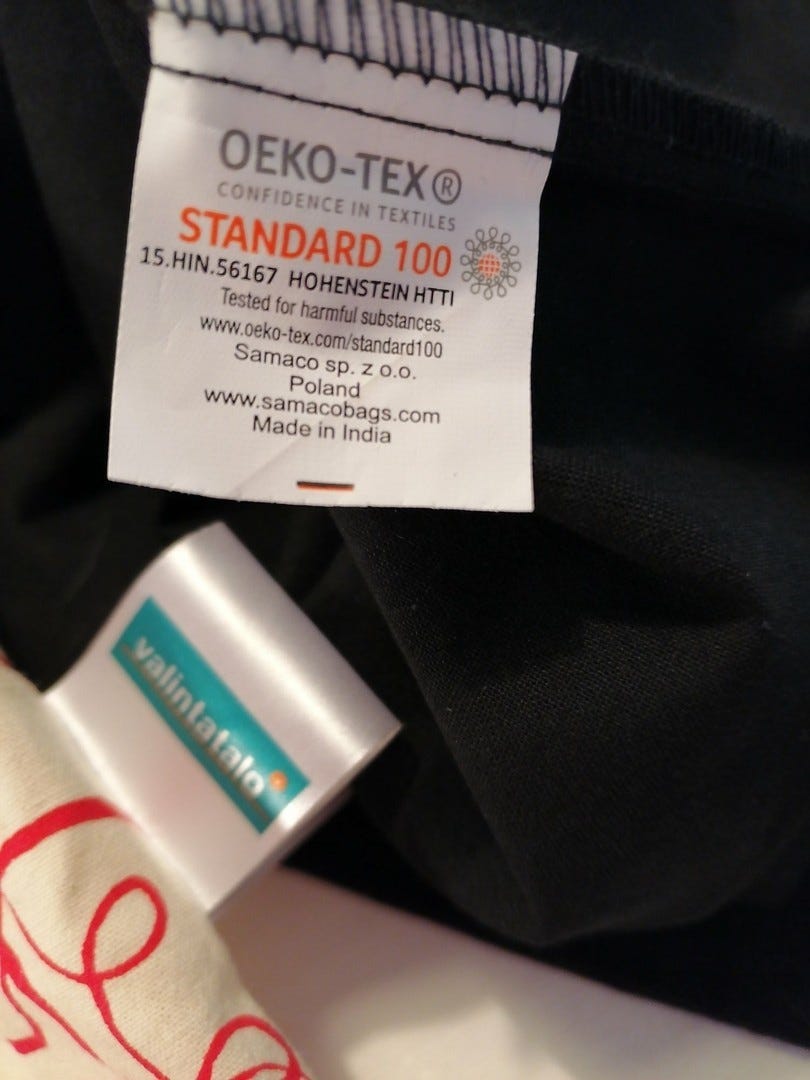 OEKO-TEX®
CONFIDENCE IN TEXTILES
STANDARD 100
15.HIN.56167 HOHENSTEIN HTTI
Tested for harmful substances.
www.oeko-tex.com/standard100
Samaco sp. z o.o.
Poland
www.samacobags.com
Made in India
valintatalo